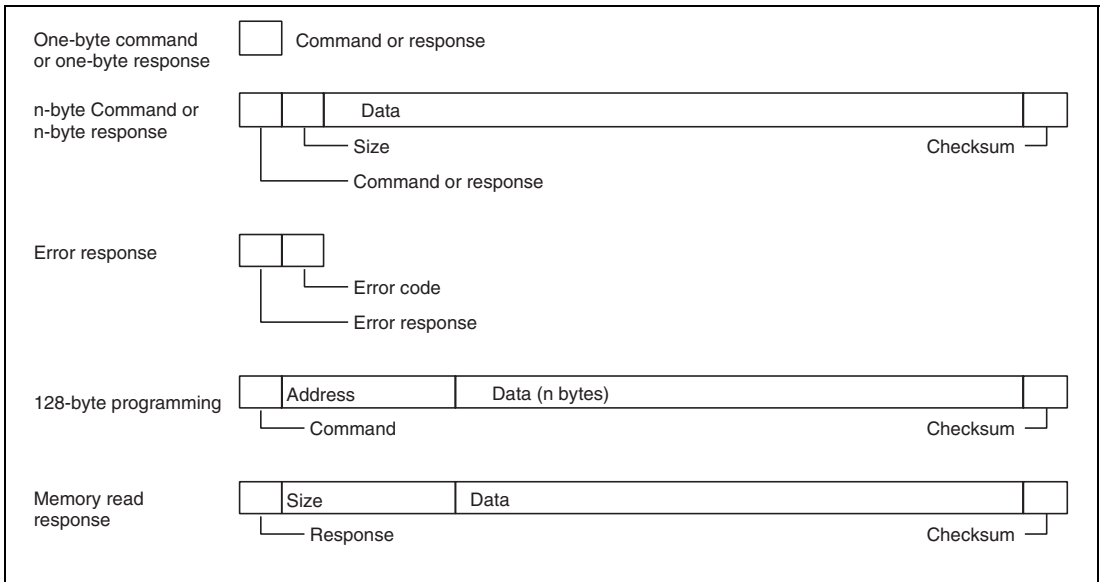 One-byte command
or one-byte response
Command or response
n-byte Command or
n-byte response
Data
Size
Checksum
Command or response
Error response
Error code
Error response
128-byte programming
Address
Data (n bytes)
Command
Checksum
Memory read
response
Size
Data
Response
Checksum